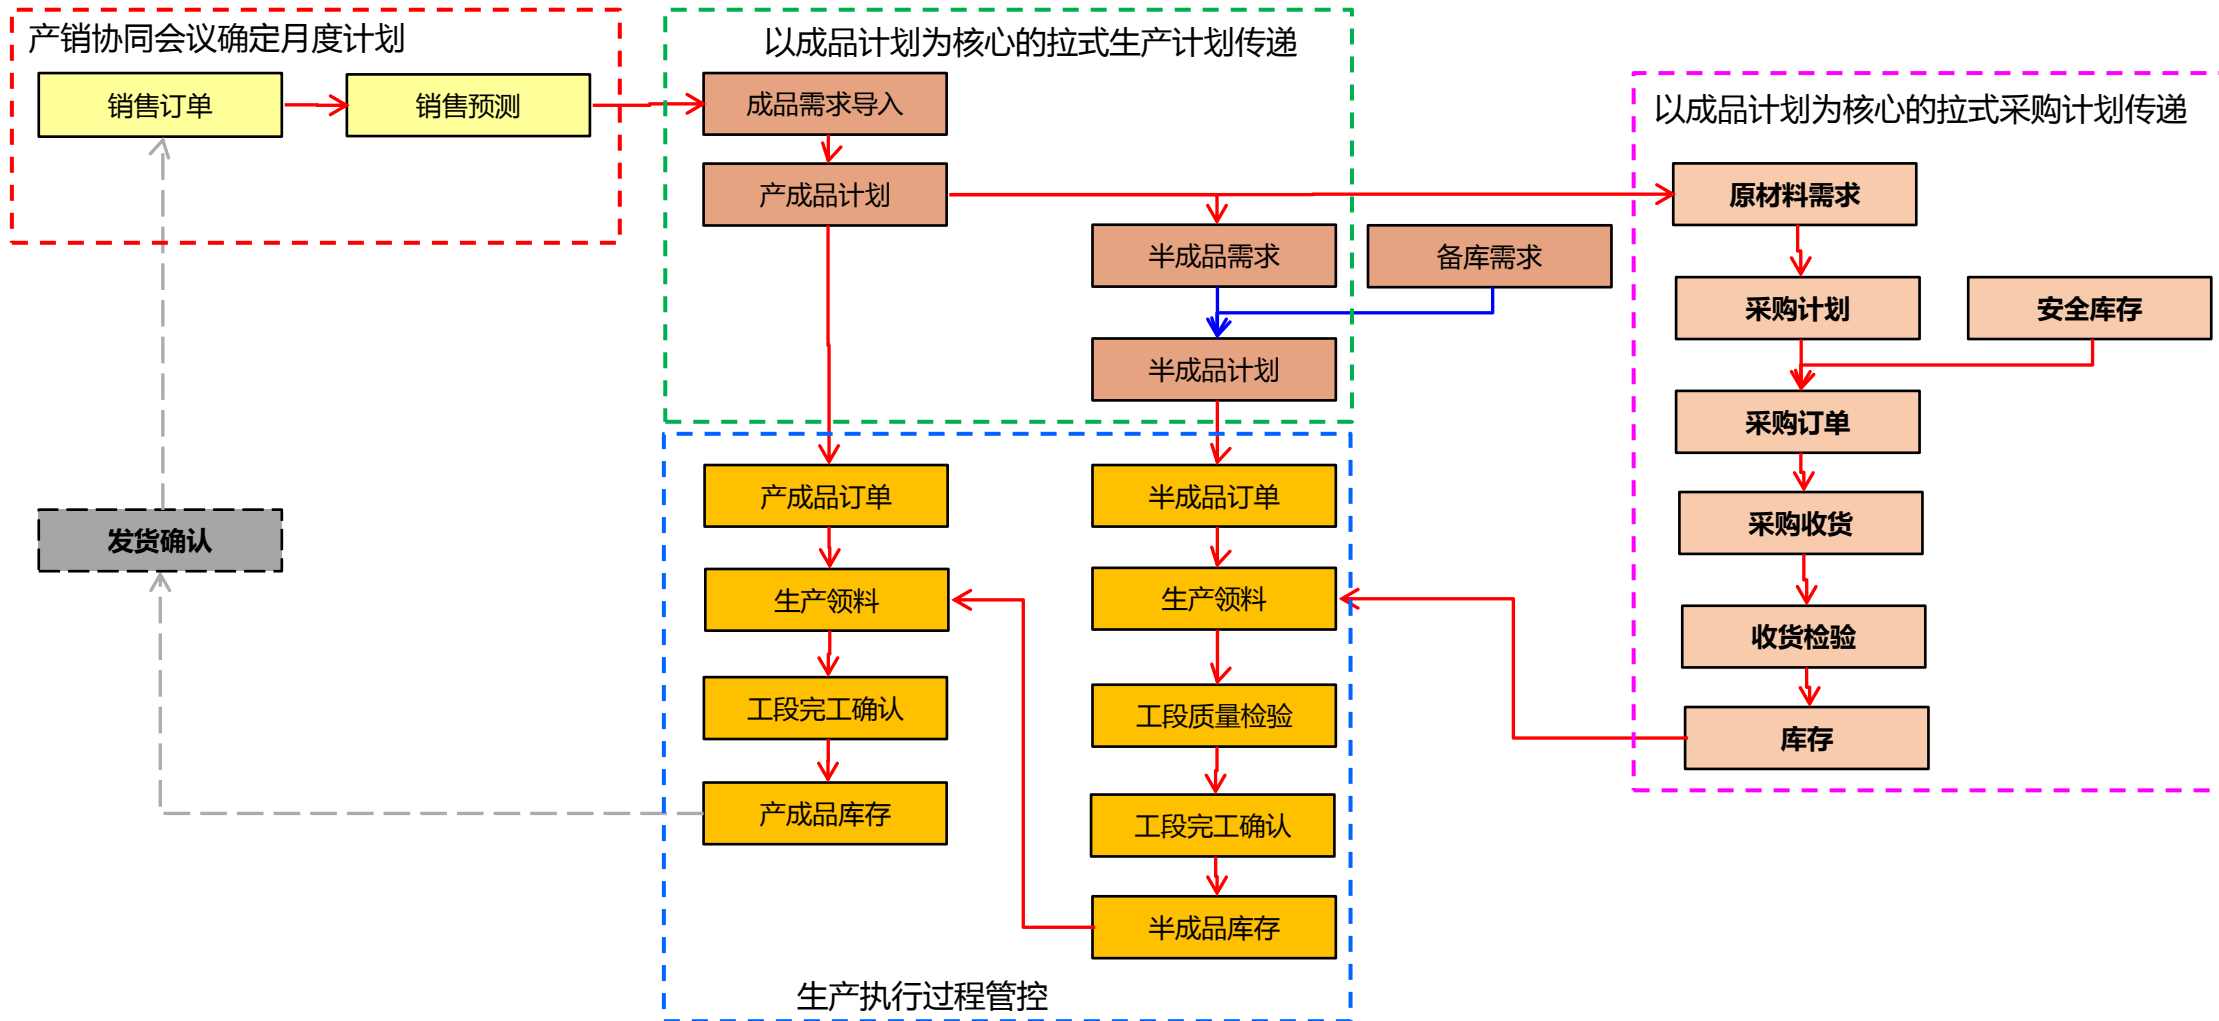 产销协同会议确定月度计划
销售订单
销售预测
以成品计划为核心的拉式生产计划传递
成品需求导入
产成品计划
半成品需求
备库需求
半成品计划
以成品计划为核心的拉式采购计划传递
原材料需求
采购计划
安全库存
采购订单
采购收货
收货检验
库存
发货确认
产成品订单
生产领料
工段完工确认
产成品库存
半成品订单
生产领料
工段质量检验
工段完工确认
半成品库存
生产执行过程管控